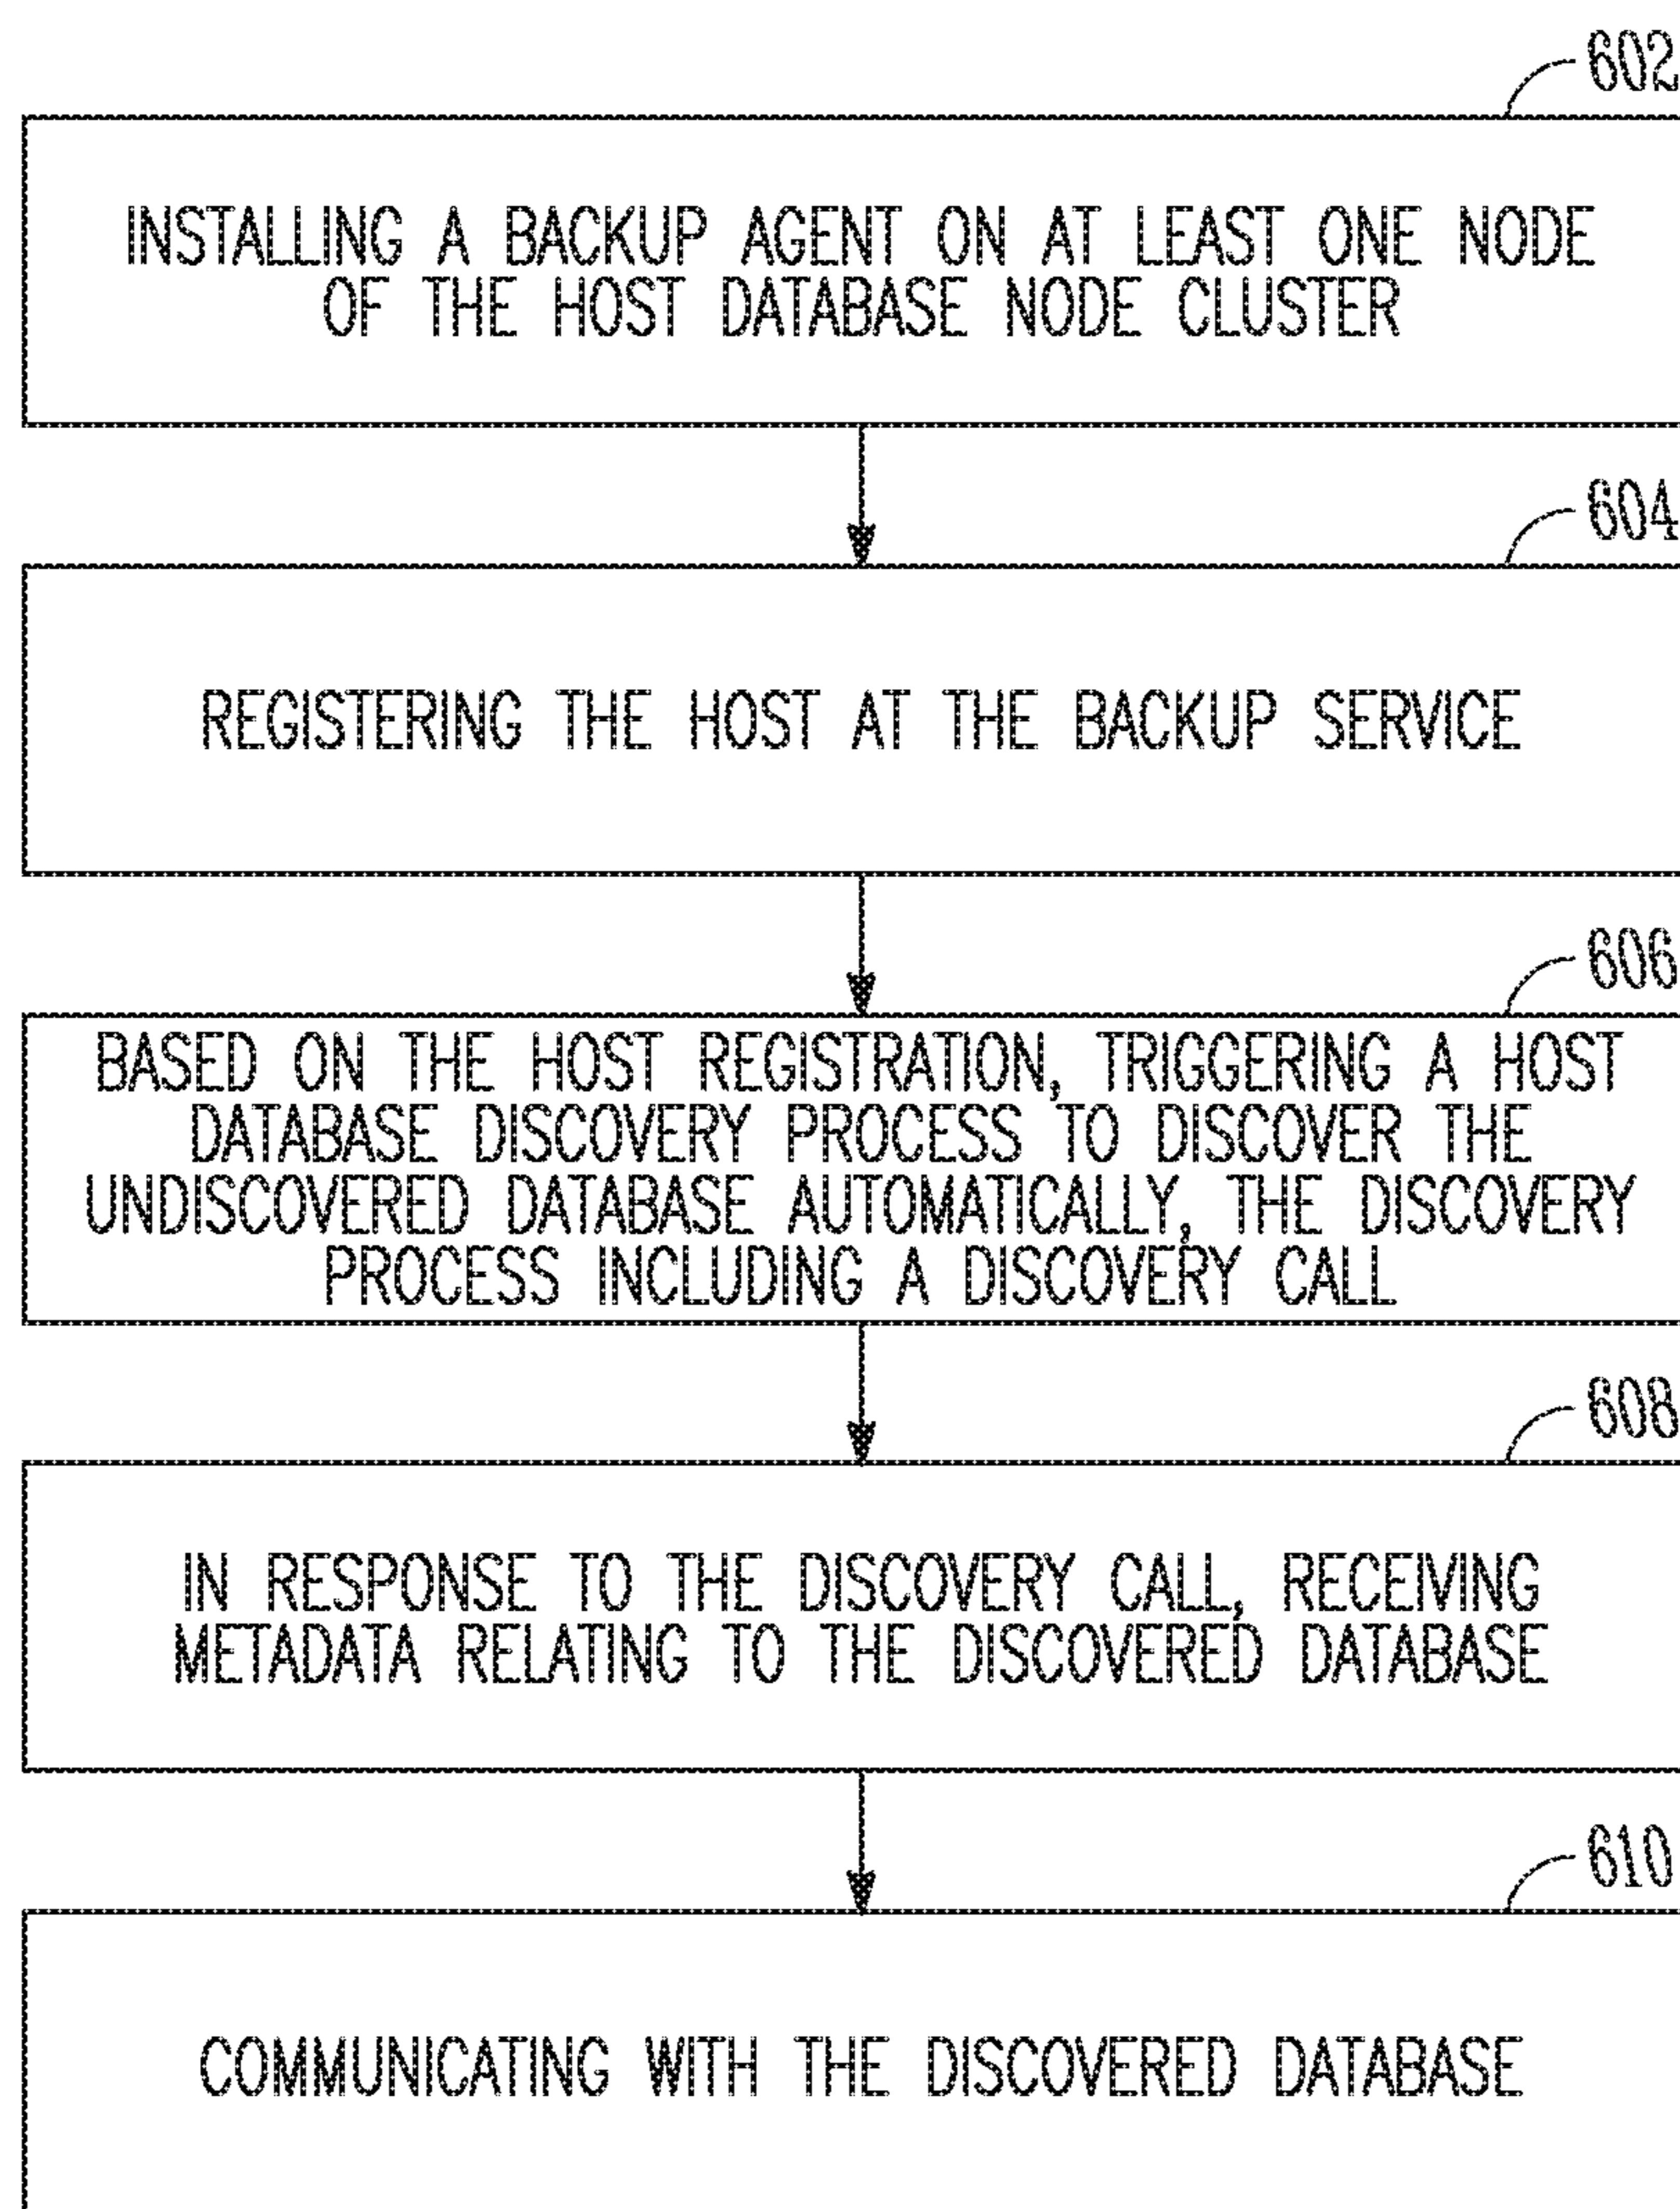 602
INSTALLING A BACKUP AGENT ON AT LEAST ONE NODE
OF THE HOST DATABASE NODE CLUSTER
604
REGISTERING THE HOST AT THE BACKUP SERVICE
606
BASED ON THE HOST REGISTRATION, TRIGGERING A HOST
DATABASE DISCOVERY PROCESS TO DISCOVER THE
UNDISCOVERED DATABASE AUTOMATICALLY, THE DISCOVERY
PROCESS INCLUDING A DISCOVERY CALL
608
IN RESPONSE TO THE DISCOVERY CALL, RECEIVING
METADATA RELATING TO THE DISCOVERED DATABASE
610
COMMUNICATING WITH THE DISCOVERED DATABASE